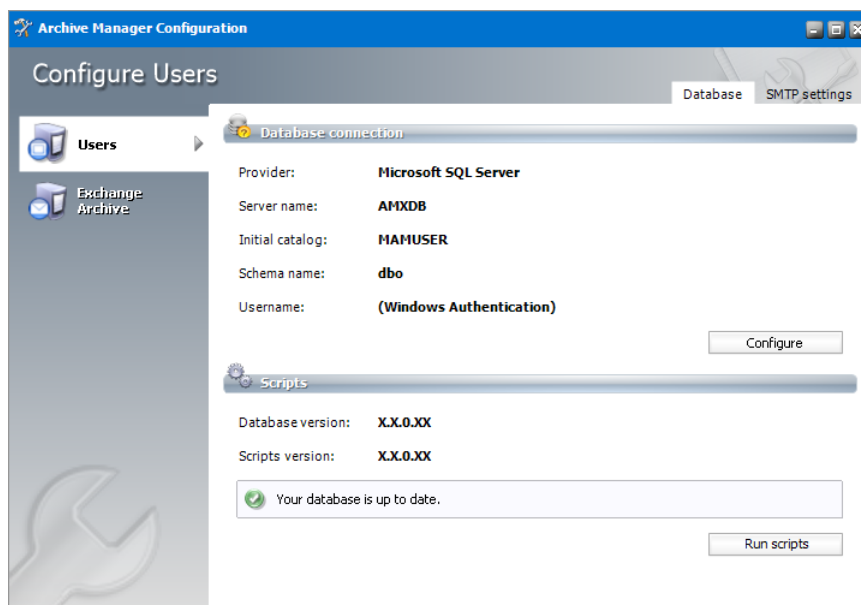 Archive Manager Configuration
Configure Users
Database
SMTP settings
Users
Exchange
Archive
Database connection
Provider: Microsoft SQL Server
Server name: AMXDB
Initial catalog: MAMUSER
Schema name: dbo
Username: (Windows Authentication)
Configure
Scripts
Database version: X.X.0.XX
Scripts version: X.X.0.XX
Your database is up to date.
Run scripts